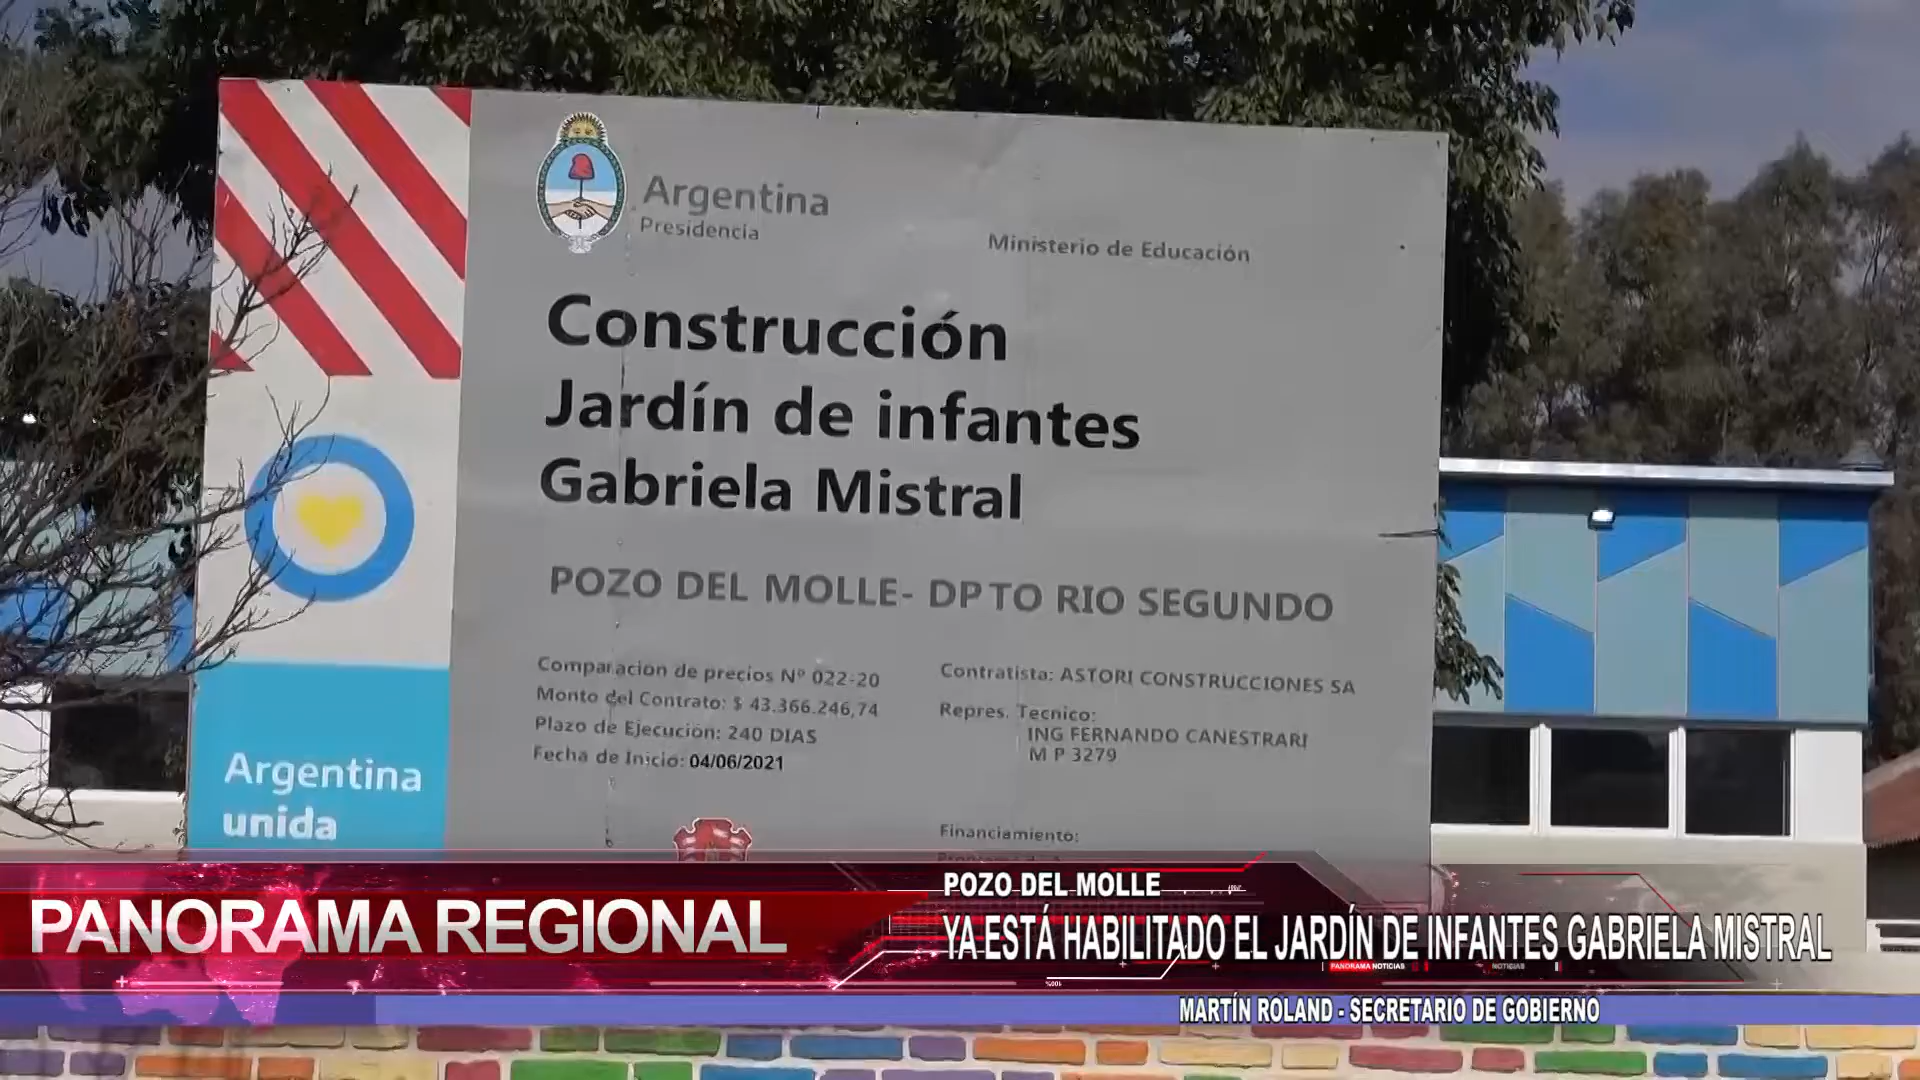 Argentina
Presidencia
Ministerio de Educación
Construcción
Jardín de infantes
Gabriela Mistral
POZO DEL MOLLE- DPTO RIO SEGUNDO
Comparacion de precios Nº 022-20
Monto del Contrato: $ 43.366.246,74
Plazo de Ejecución: 240 DIAS
Fecha de Inicio: 04/06/2021
Contratista: ASTORI CONSTRUCCIONES SA
Repres. Tecnico:
ING FERNANDO CANESTRARI
M P 3279
Financiamiento:
Argentina
unida
PANORAMA REGIONAL
POZO DEL MOLLE
YA ESTÁ HABILITADO EL JARDÍN DE INFANTES GABRIELA MISTRAL
PANORAMA NOTICIAS
NOTICIAS
MARTÍN ROLAND - SECRETARIO DE GOBIERNO